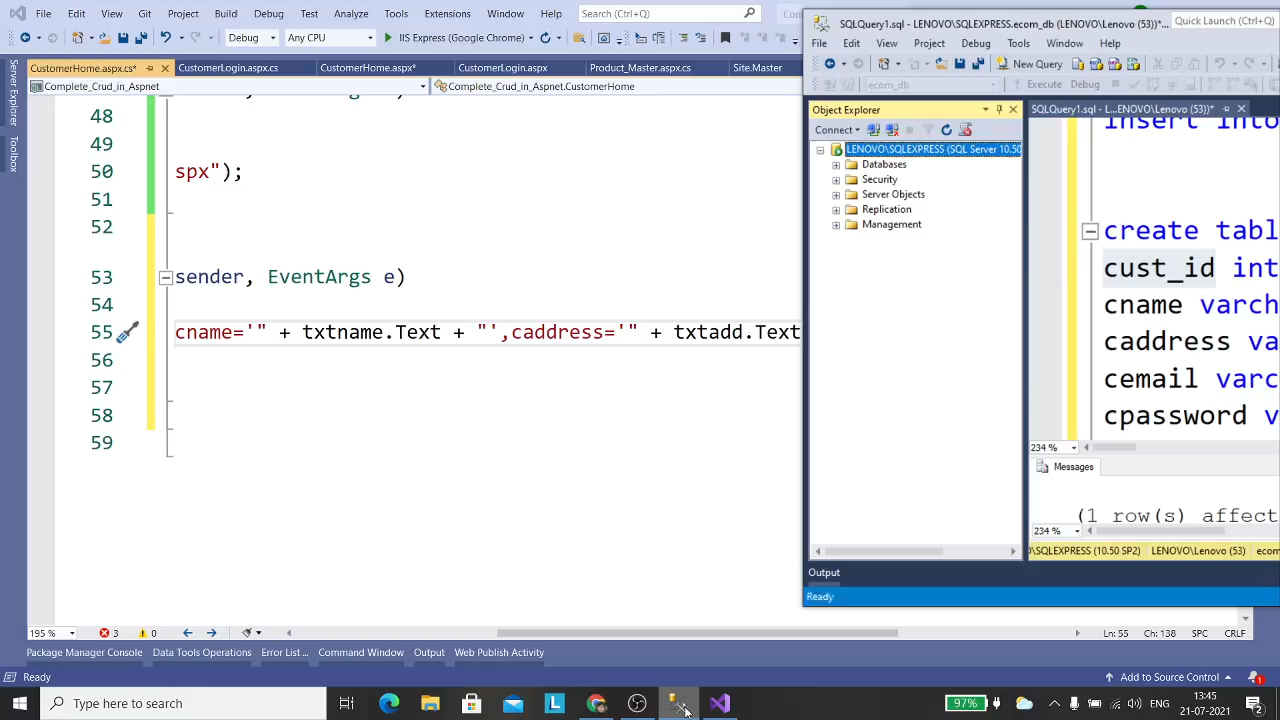 Edit View Git Project Build Debug Test Analyze Tools Extensions Window Help Search (Ctrl+Q)
Debug Any CPU IIS Express (Google Chrome)
CustomerHome.aspx.cs* CustomerLogin.aspx.cs CustomerHome.aspx* CustomerLogin.aspx Product_Master.aspx.cs Site.Master
Complete_Crud_in_Aspnet Complete_Crud_in_Aspnet.CustomerHome
Server Explorer
Toolbox
48
49
50 spx");
51
52
53 sender, EventArgs e)
54
55 cname='" + txtname.Text + "',caddress='" + txtadd.Text
56
57
58
59
195 % 3 0 Ln: 55 Ch: 138 SPC CRLF
Package Manager Console Data Tools Operations Error List ... Command Window Output Web Publish Activity
Ready Add to Source Control 1
SQLQuery1.sql - LENOVO\SQLEXPRESS.ecom_db (LENOVO\Lenovo (53))* Quick Launch (Ctrl+Q)
File Edit View Project Debug Tools Window Help
New Query
ecom_db Execute Debug
Object Explorer
Connect
LENOVO\SQLEXPRESS (SQL Server 10.50
Databases
Security
Server Objects
Replication
Management
SQLQuery1.sql - L...ENOVO\Lenovo (53))*
insert into
create tabl
cust_id int
cname varch
caddress va
cemail varc
cpassword v
234 %
Messages
(1 row(s) affect
234 %
\SQLEXPRESS (10.50 SP2) LENOVO\Lenovo (53) ecom
Output
Ready
Type here to search 97% ENG 13:45
21-07-2021 2